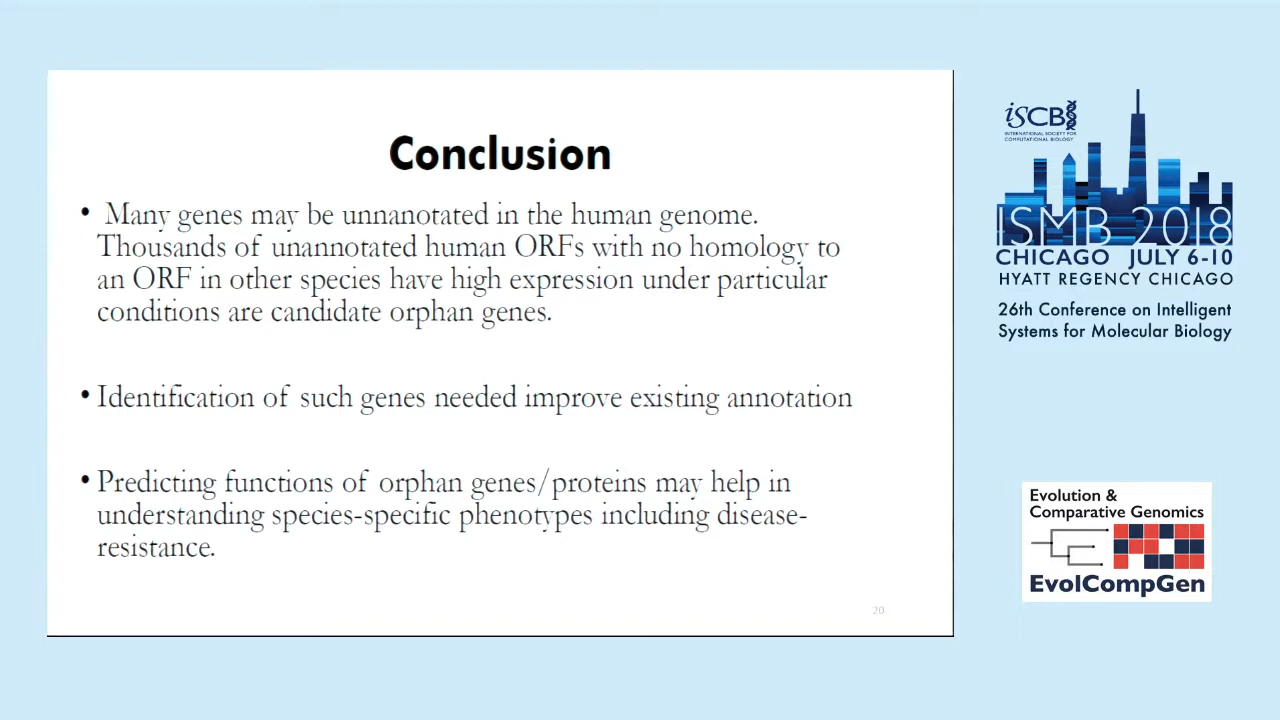 Conclusion
• Many genes may be unnanotated in the human genome.
Thousands of unannotated human ORFs with no homology to
an ORF in other species have high expression under particular
conditions are candidate orphan genes.
• Identification of such genes needed improve existing annotation
• Predicting functions of orphan genes/proteins may help in
understanding species-specific phenotypes including disease-
resistance.
20
iSCB
INTERNATIONAL SOCIETY FOR
COMPUTATIONAL BIOLOGY
ISMB 2018
CHICAGO JULY 6-10
HYATT REGENCY CHICAGO
26th Conference on Intelligent
Systems for Molecular Biology
Evolution &
Comparative Genomics
EvolCompGen